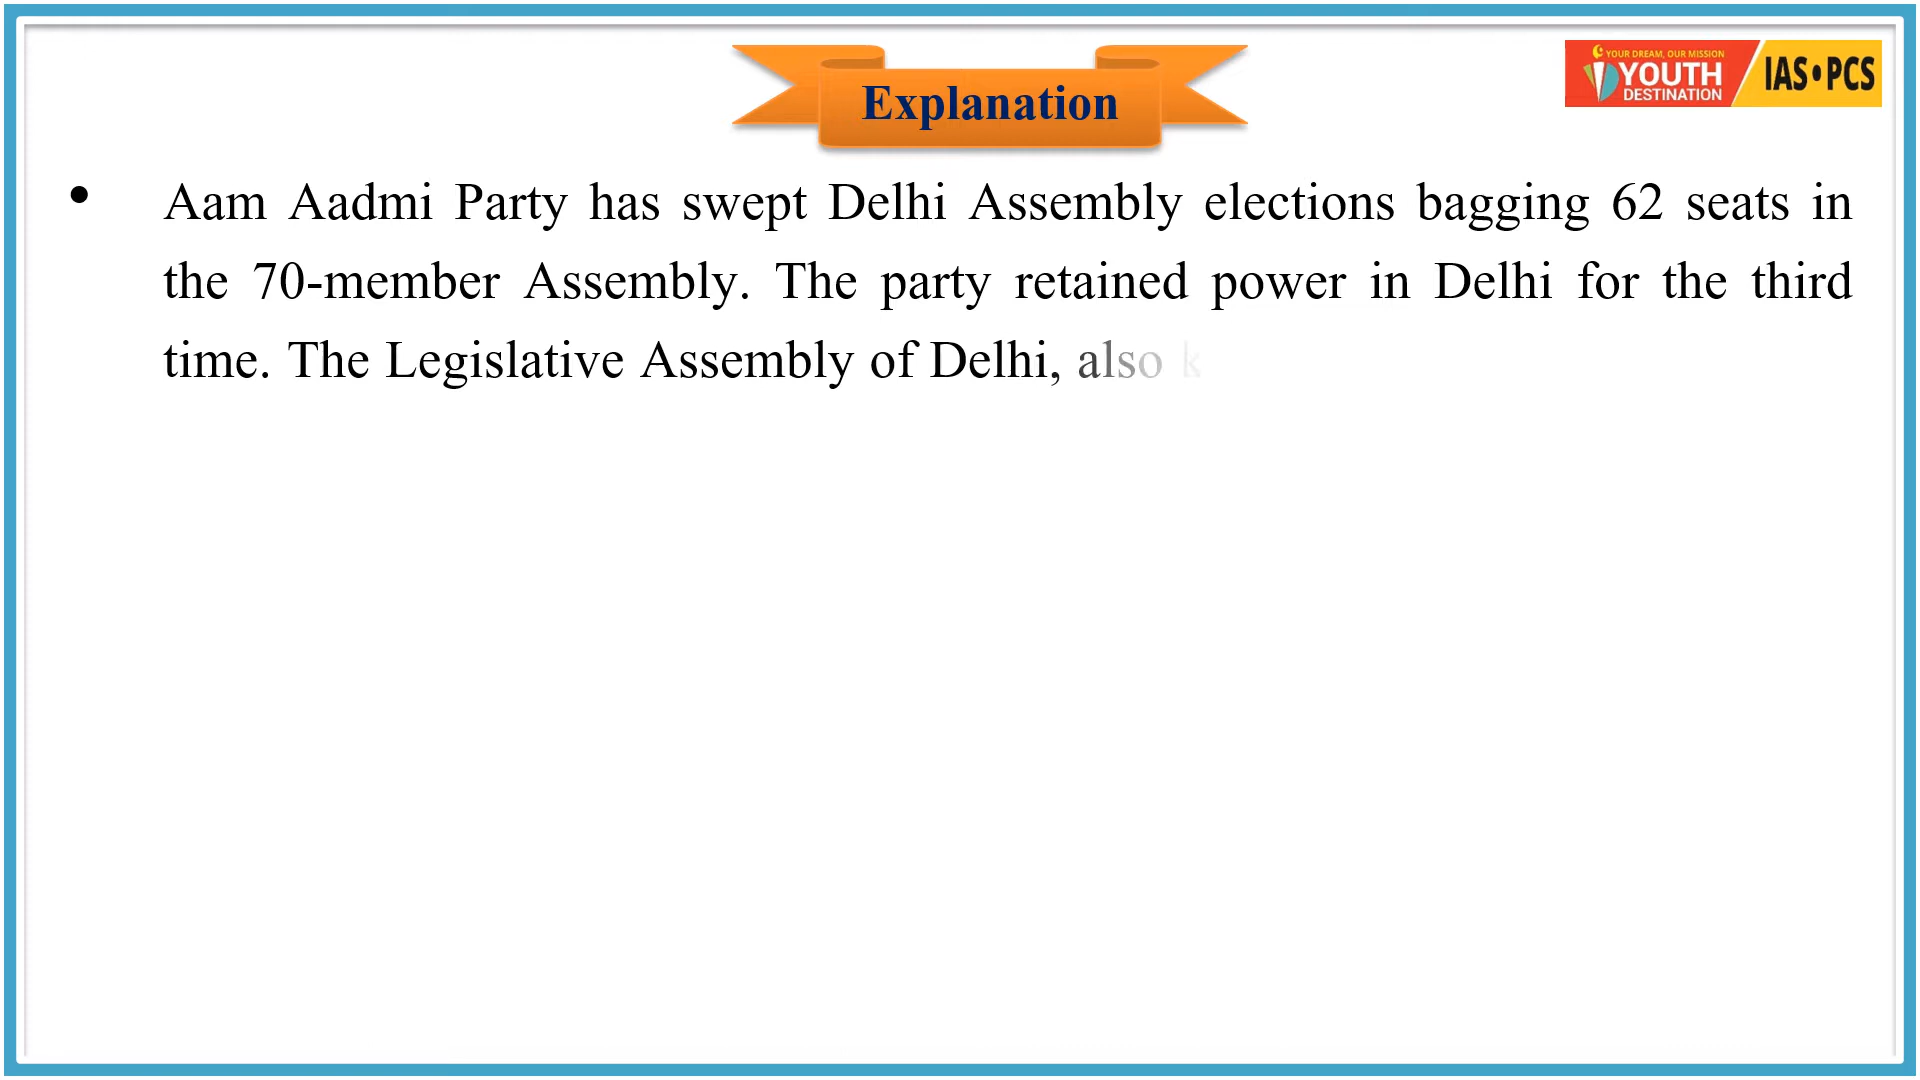 Explanation
YOUR DREAM, OUR MISSION
YOUTH
DESTINATION
IAS•PCS
• Aam Aadmi Party has swept Delhi Assembly elections bagging 62 seats in
the 70-member Assembly. The party retained power in Delhi for the third
time. The Legislative Assembly of Delhi, also k